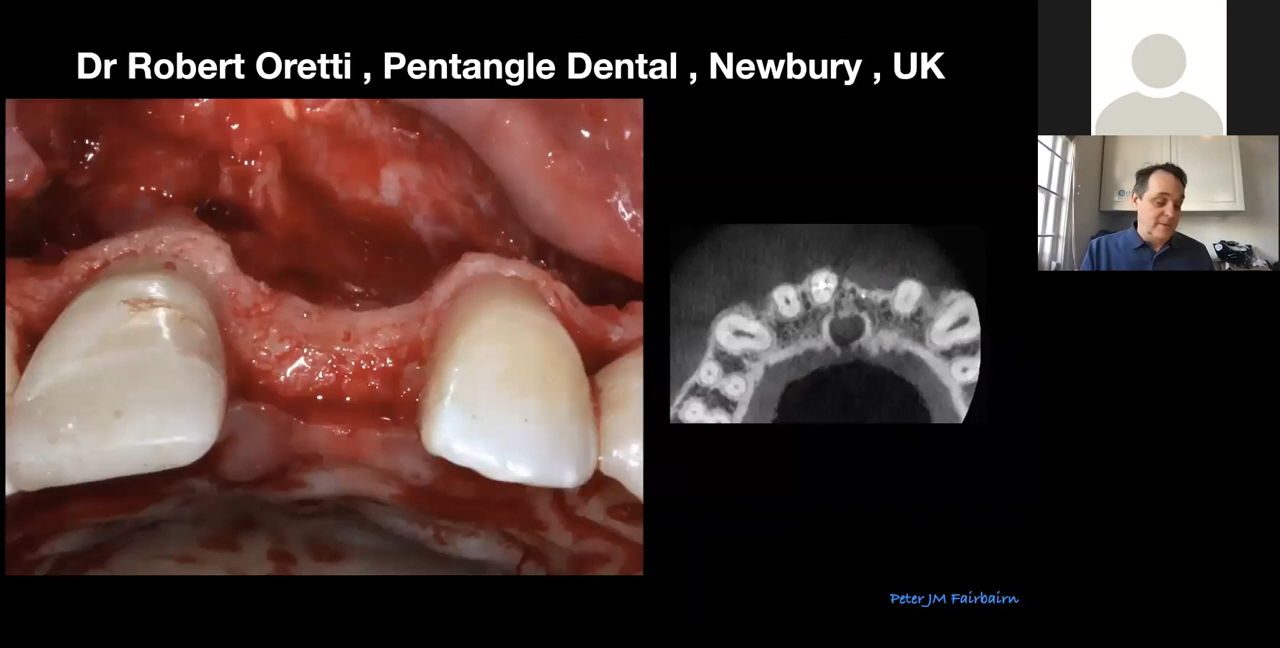 Dr Robert Oretti , Pentangle Dental , Newbury , UK
Peter JM Fairbairn